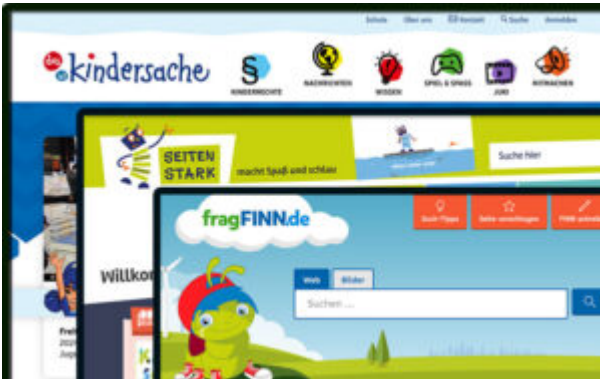 Schule Über uns Kontakt Suche Anmelden
kindersache
§
KINDERRECHTE NACHRICHTEN WISSEN SPIEL & SPASS JUKI MITMACHEN
SEITEN
STARK
macht Spaß und schlau
Suche hier
fragFINN.de
Such-Tipps Seite vorschlagen
Willko
Web Bilder
Suchen ...